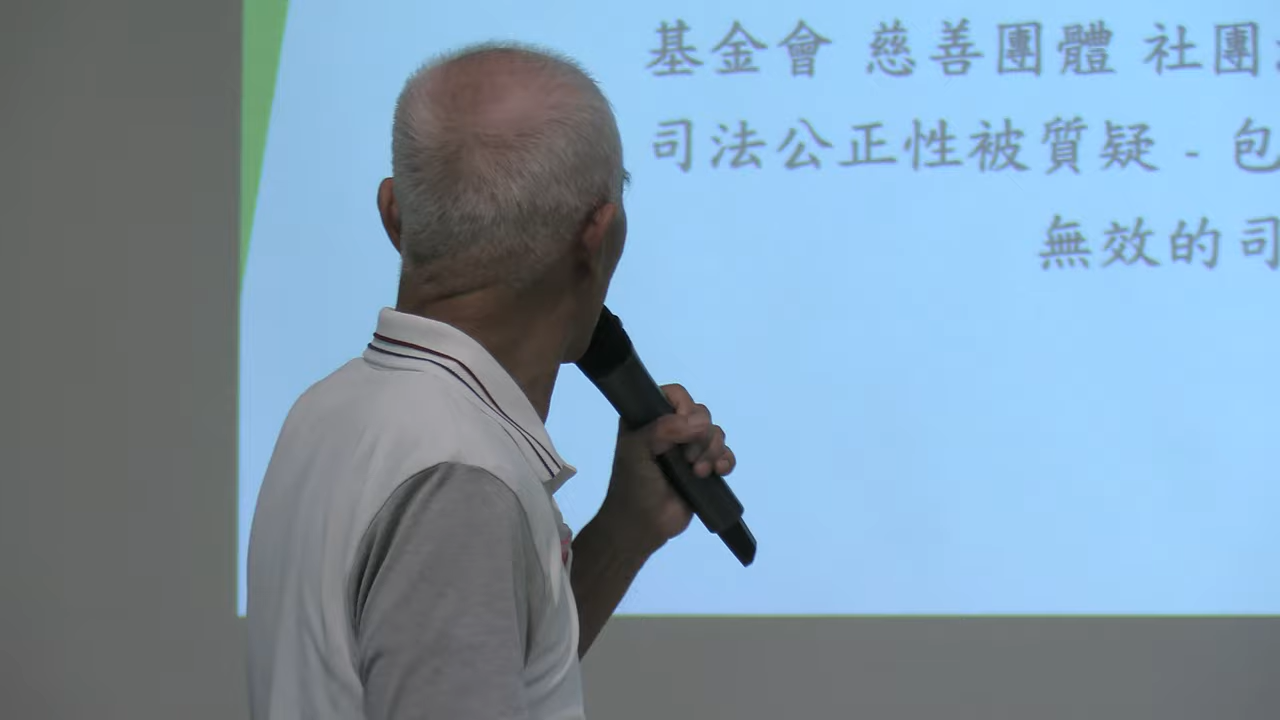 基金會 慈善團體 社團
司法公正性被質疑 - 包
無效的司